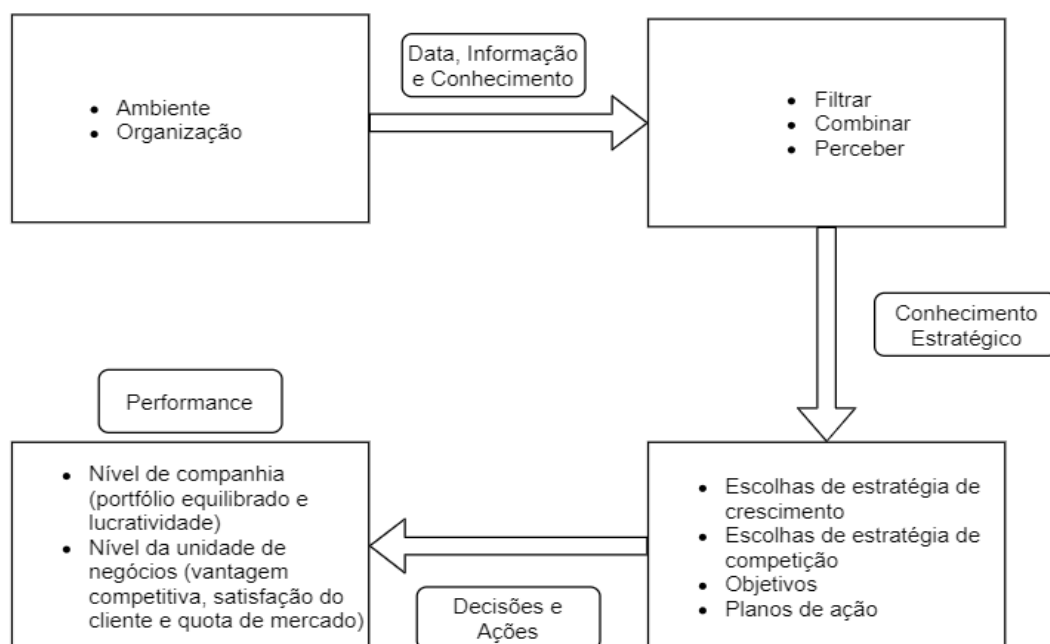 Data, Informação
e Conhecimento
• Ambiente
• Organização
• Filtrar
• Combinar
• Perceber
Conhecimento
Estratégico
Performance
• Nível de companhia
(portfólio equilibrado e
lucratividade)
• Nível da unidade de
negócios (vantagem
competitiva, satisfação do
cliente e quota de mercado)
• Escolhas de estratégia de
crescimento
• Escolhas de estratégia de
competição
• Objetivos
• Planos de ação
Decisões e
Ações